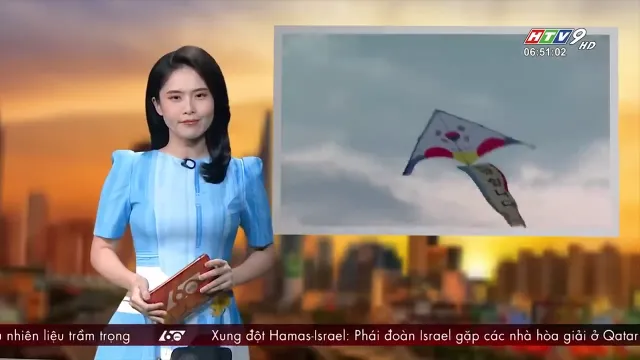 HTV9 HD
06:51:02
u nhiên liệu trầm trọng 60 Xung đột Hamas-Israel: Phái đoàn Israel gặp các nhà hòa giải ở Qatar